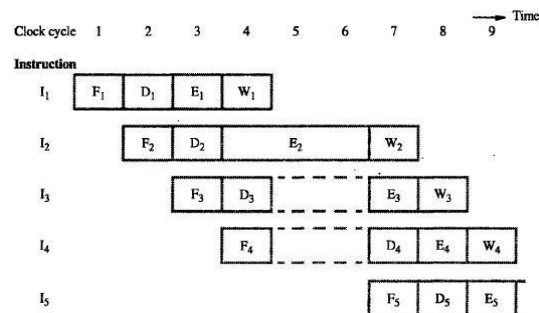 Time
Clock cycle 1 2 3 4 5 6 7 8 9
Instruction
I1 F1 D1 E1 W1
I2 F2 D2 E2 W2
I3 F3 D3 E3 W3
I4 F4 D4 E4 W4
I5 F5 D5 E5